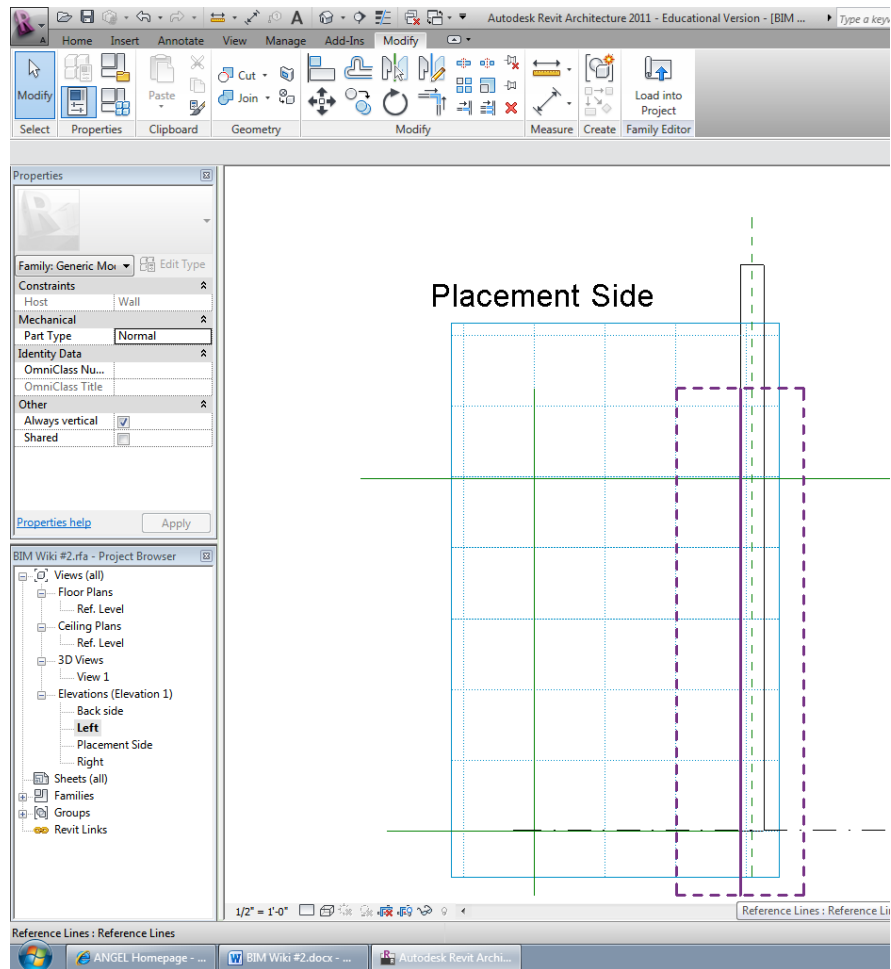 Autodesk Revit Architecture 2011 - Educational Version - [BIM ...
Type a key
Home Insert Annotate View Manage Add-Ins Modify
Modify
Paste
Cut
Join
Load into
Project
Select Properties Clipboard Geometry Modify Measure Create Family Editor
Properties
Family: Generic Mo
Edit Type
Constraints
Host Wall
Mechanical
Part Type Normal
Identity Data
OmniClass Nu...
OmniClass Title
Other
Always vertical
Shared
Properties help Apply
Placement Side
BIM Wiki #2.rfa - Project Browser
Views (all)
Floor Plans
Ref. Level
Ceiling Plans
Ref. Level
3D Views
View 1
Elevations (Elevation 1)
Back side
Left
Placement Side
Right
Sheets (all)
Families
Groups
Revit Links
1/2" = 1'-0"
Reference Lines : Reference Li
Reference Lines : Reference Lines
ANGEL Homepage - ...
BIM Wiki #2.docx - ...
Autodesk Revit Archi...